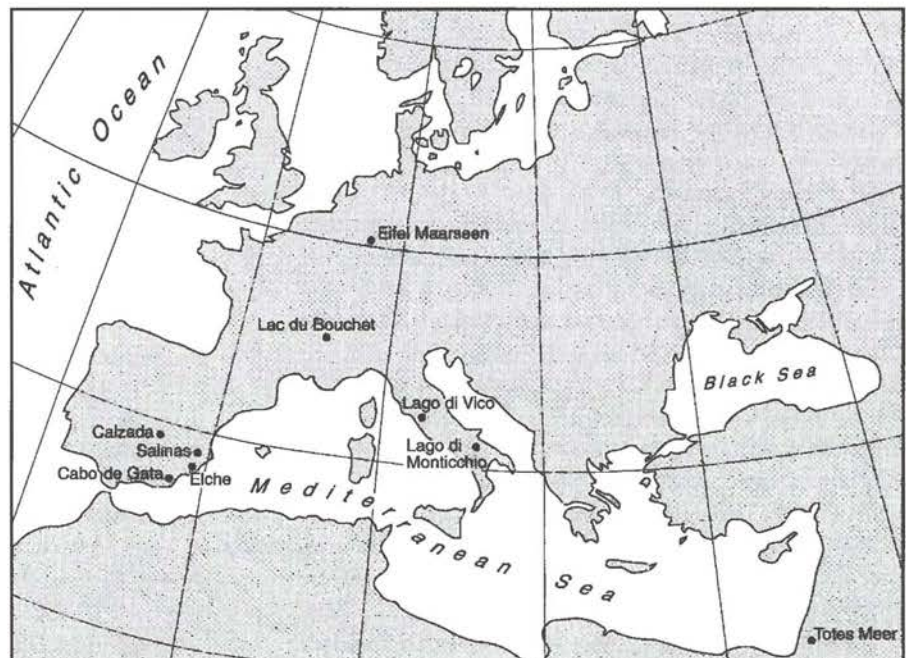 Atlantic Ocean
Eifel Maarseen
Lac du Bouchet
Black Sea
Lago di Vico
Calzada
Salinas
Lago di
Monticchio
Cabo de Gata
Elche
Mediterranean Sea
Totes Meer